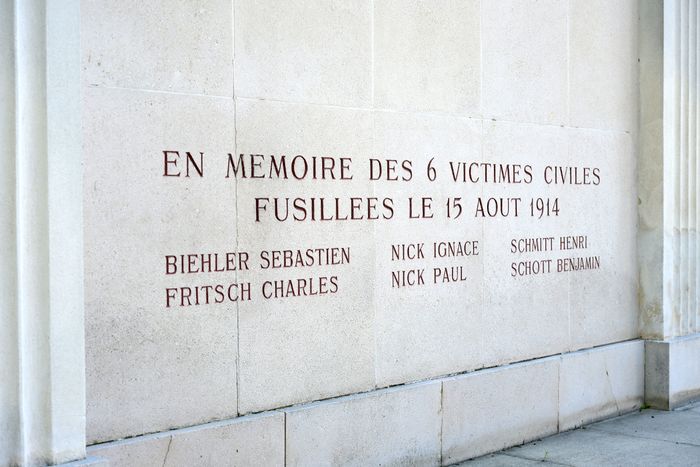 EN MEMOIRE DES 6 VICTIMES CIVILES
FUSILLEES LE 15 AOUT 1914
BIEHLER SEBASTIEN
FRITSCH CHARLES
NICK IGNACE
NICK PAUL
SCHMITT HENRI
SCHOTT BENJAMIN